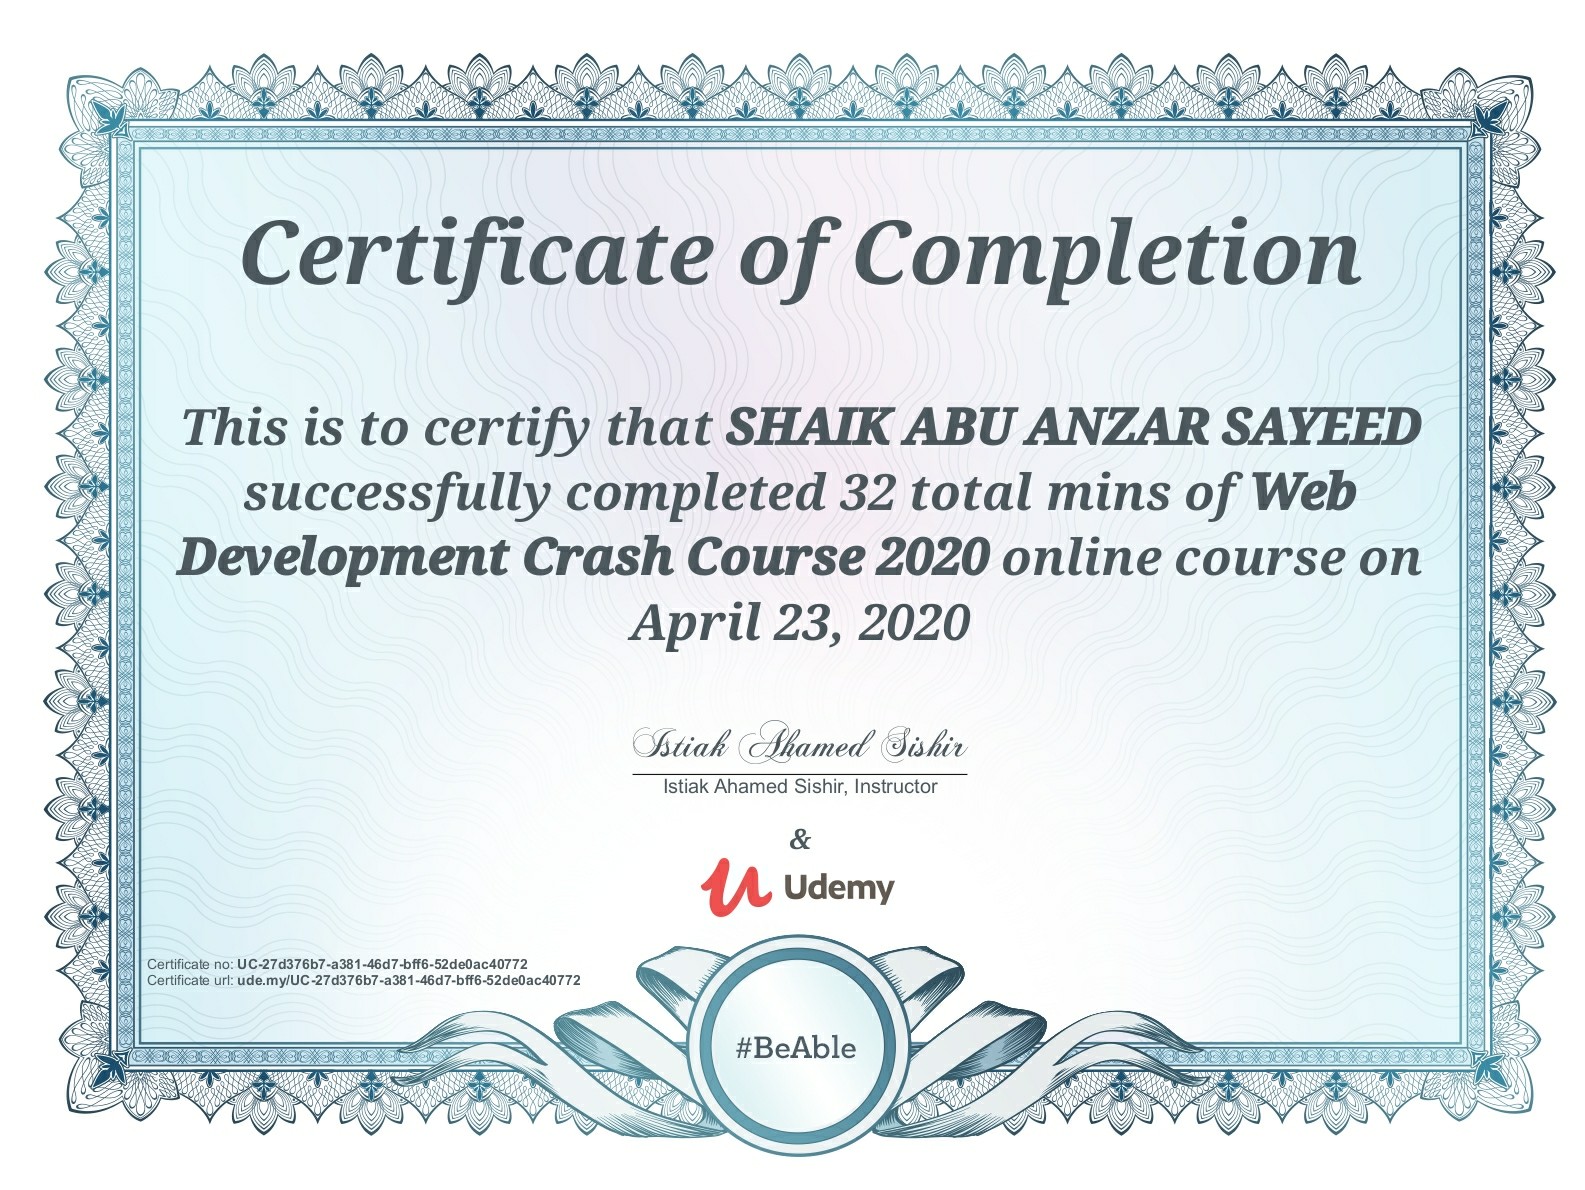 Certificate of Completion
This is to certify that SHAIK ABU ANZAR SAYEED
successfully completed 32 total mins of Web
Development Crash Course 2020 online course on
April 23, 2020
Istiak Ahamed Sishir
Istiak Ahamed Sishir, Instructor
&
Udemy
Certificate no: UC-27d376b7-a381-46d7-bff6-52de0ac40772
Certificate url: ude.my/UC-27d376b7-a381-46d7-bff6-52de0ac40772
#BeAble